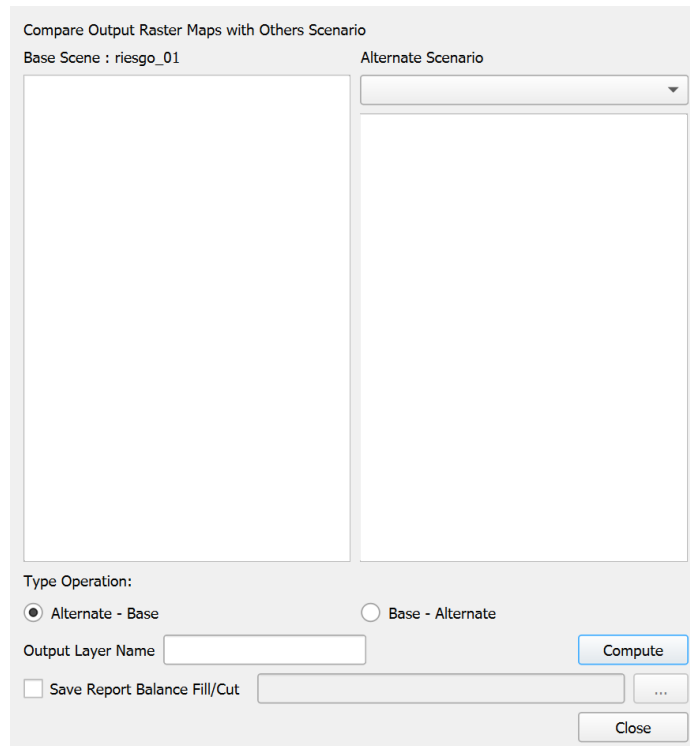 Compare Output Raster Maps with Others Scenario
Base Scene : riesgo_01
Alternate Scenario
Type Operation:
Alternate - Base
Base - Alternate
Output Layer Name
Compute
Save Report Balance Fill/Cut
...
Close